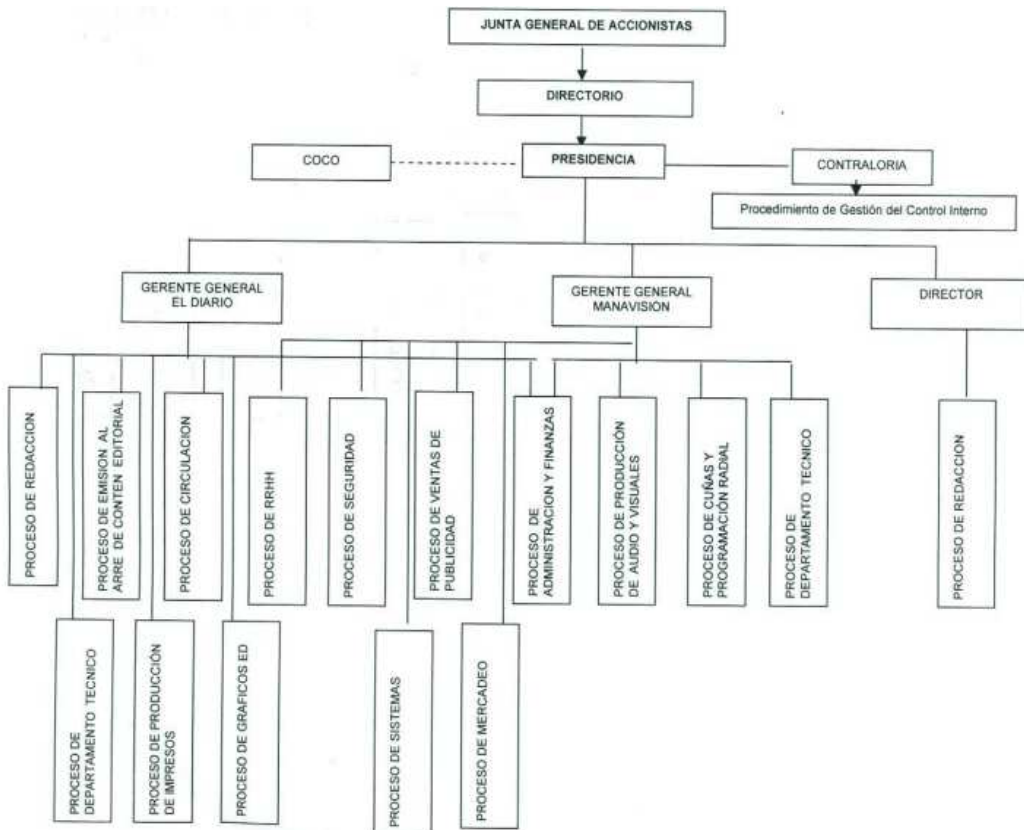 JUNTA GENERAL DE ACCIONISTAS
DIRECTORIO
COCO
PRESIDENCIA
CONTRALORIA
Procedimiento de Gestión del Control Interno
GERENTE GENERAL
EL DIARIO
GERENTE GENERAL
MANAVISIÓN
DIRECTOR
PROCESO DE REDACCION
PROCESO DE EMISION AL
ARRE DE CONTEN EDITORIAL
PROCESO DE CIRCULACION
PROCESO DE RRHH
PROCESO DE SEGURIDAD
PROCESO DE VENTAS DE
PUBLICIDAD
PROCESO DE
ADMINISTRACION Y FINANZAS
PROCESO DE PRODUCCIÓN
DE AUDIO Y VISUALES
PROCESO DE CUÑAS Y
PROGRAMACIÓN RADIAL
PROCESO DE
DEPARTAMENTO TECNICO
PROCESO DE REDACCION
PROCESO DE
DEPARTAMENTO TECNICO
PROCESO DE PRODUCCIÓN
DE IMPRESOS
PROCESO DE GRAFICOS ED
PROCESO DE SISTEMAS
PROCESO DE MERCADEO